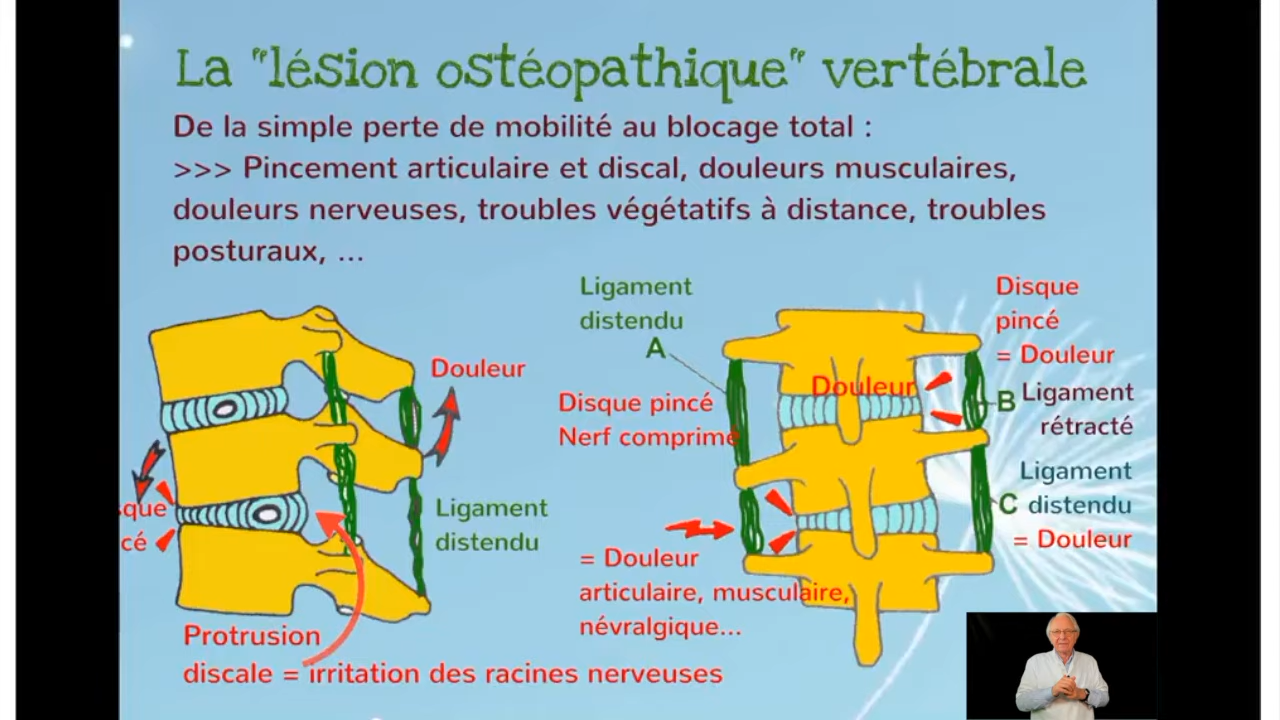 La "lésion ostéopathique" vertébrale
De la simple perte de mobilité au blocage total :
>>> Pincement articulaire et discal, douleurs musculaires,
douleurs nerveuses, troubles végétatifs à distance, troubles
posturaux, ...
Ligament
distendu
A
Disque
pincé
= Douleur
Douleur
Douleur
Disque pincé
Nerf comprimé
B Ligament
rétracté
Ligament
C distendu
= Douleur
sque
cé
Ligament
distendu
= Douleur
articulaire, musculaire,
névralgique...
Protrusion
discale = irritation des racines nerveuses